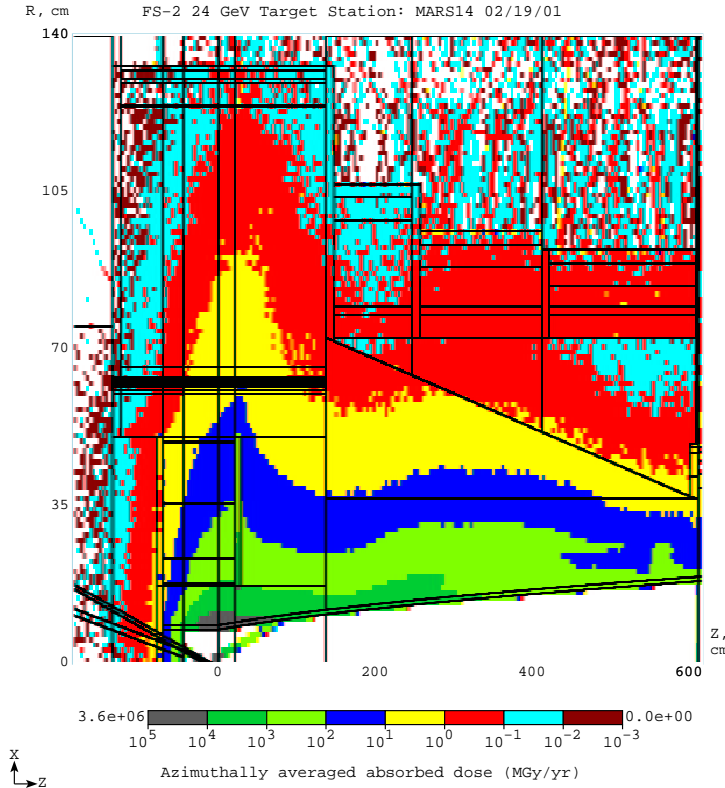 R, cm FS-2 24 GeV Target Station: MARS14 02/19/01
140
105
70
35
0
0 200 400 600
Z, cm
3.6e+06 0.0e+00
10^5 10^4 10^3 10^2 10^1 10^0 10^-1 10^-2 10^-3
Azimuthally averaged absorbed dose (MGy/yr)
X
Z